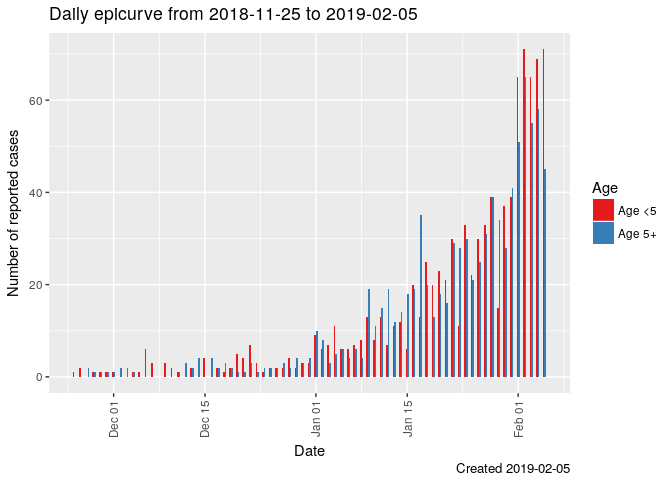 Daily epicurve from 2018-11-25 to 2019-02-05
Number of reported cases
60
40
20
0
Dec 01
Dec 15
Jan 01
Jan 15
Feb 01
Date
Age
Age <5
Age 5+
Created 2019-02-05